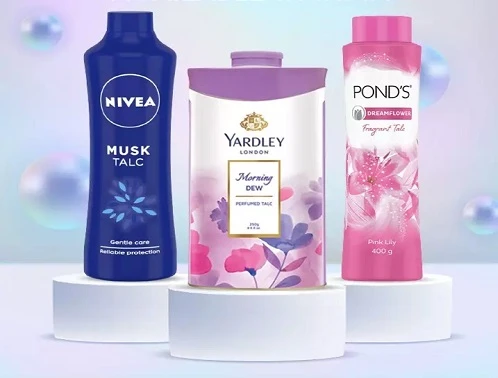 NIVEA
MUSK
TALC
Gentle care
Reliable protection
YARDLEY
LONDON
Morning
DEW
PERFUMED TALC
250g
POND'S
DREAMFLOWER
Fragrant Talc
Pink Lily
400 g